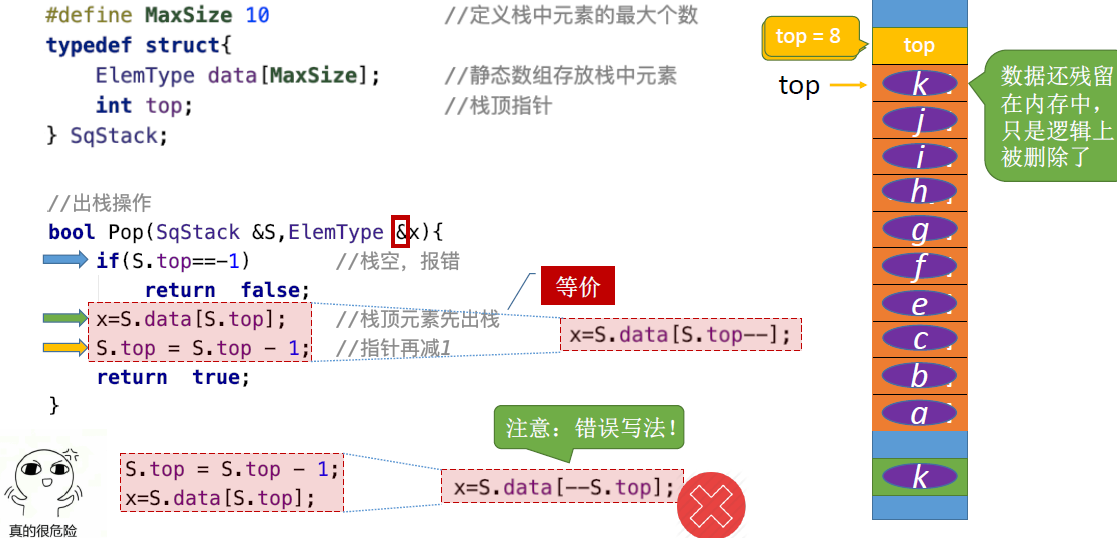 #define MaxSize 10 //定义栈中元素的最大个数
typedef struct{
ElemType data[MaxSize]; //静态数组存放栈中元素
int top; //栈顶指针
} SqStack;
//出栈操作
bool Pop(SqStack &S,ElemType &x){
if(S.top==-1) //栈空，报错
return false;
x=S.data[S.top]; //栈顶元素先出栈
S.top = S.top - 1; //指针再减1
return true;
}
等价
x=S.data[S.top--];
注意：错误写法！
S.top = S.top - 1;
x=S.data[S.top];
x=S.data[--S.top];
真的很危险
top = 8
top
top
k
j
i
h
g
f
e
c
b
a
k
数据还残留
在内存中，
只是逻辑上
被删除了